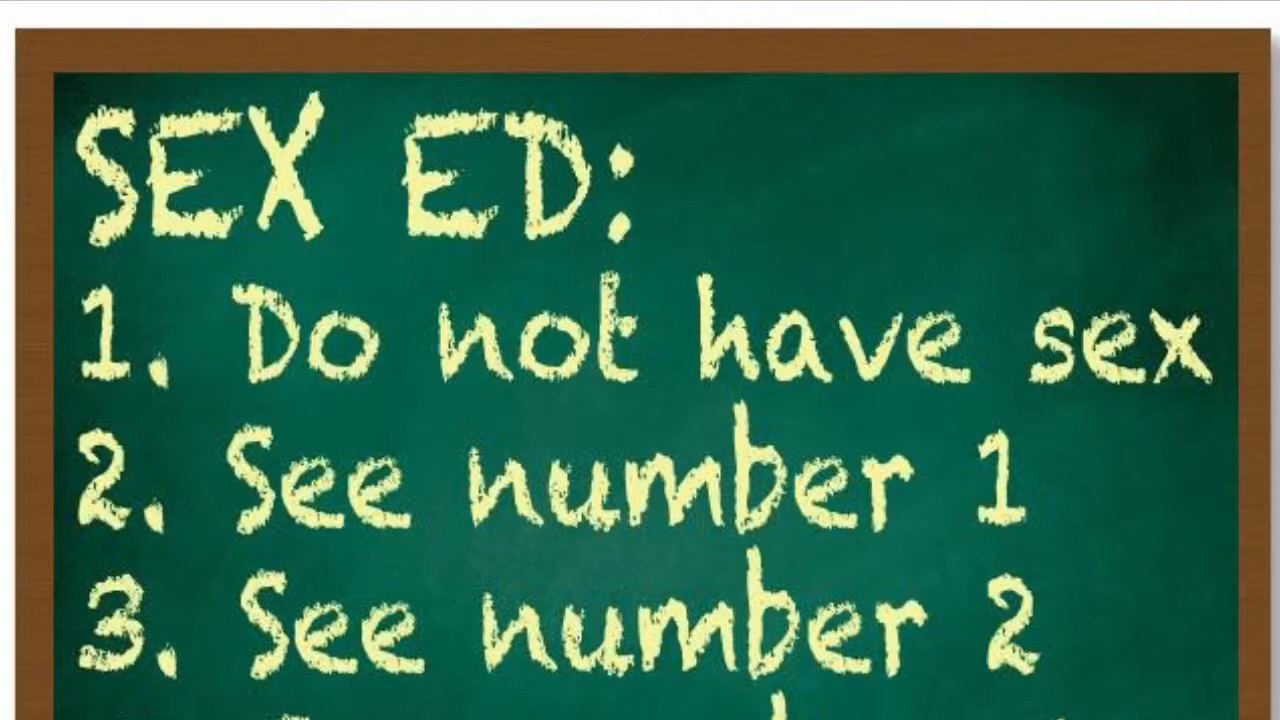 SEX ED:
1. Do not have sex
2. See number 1
3. See number 2